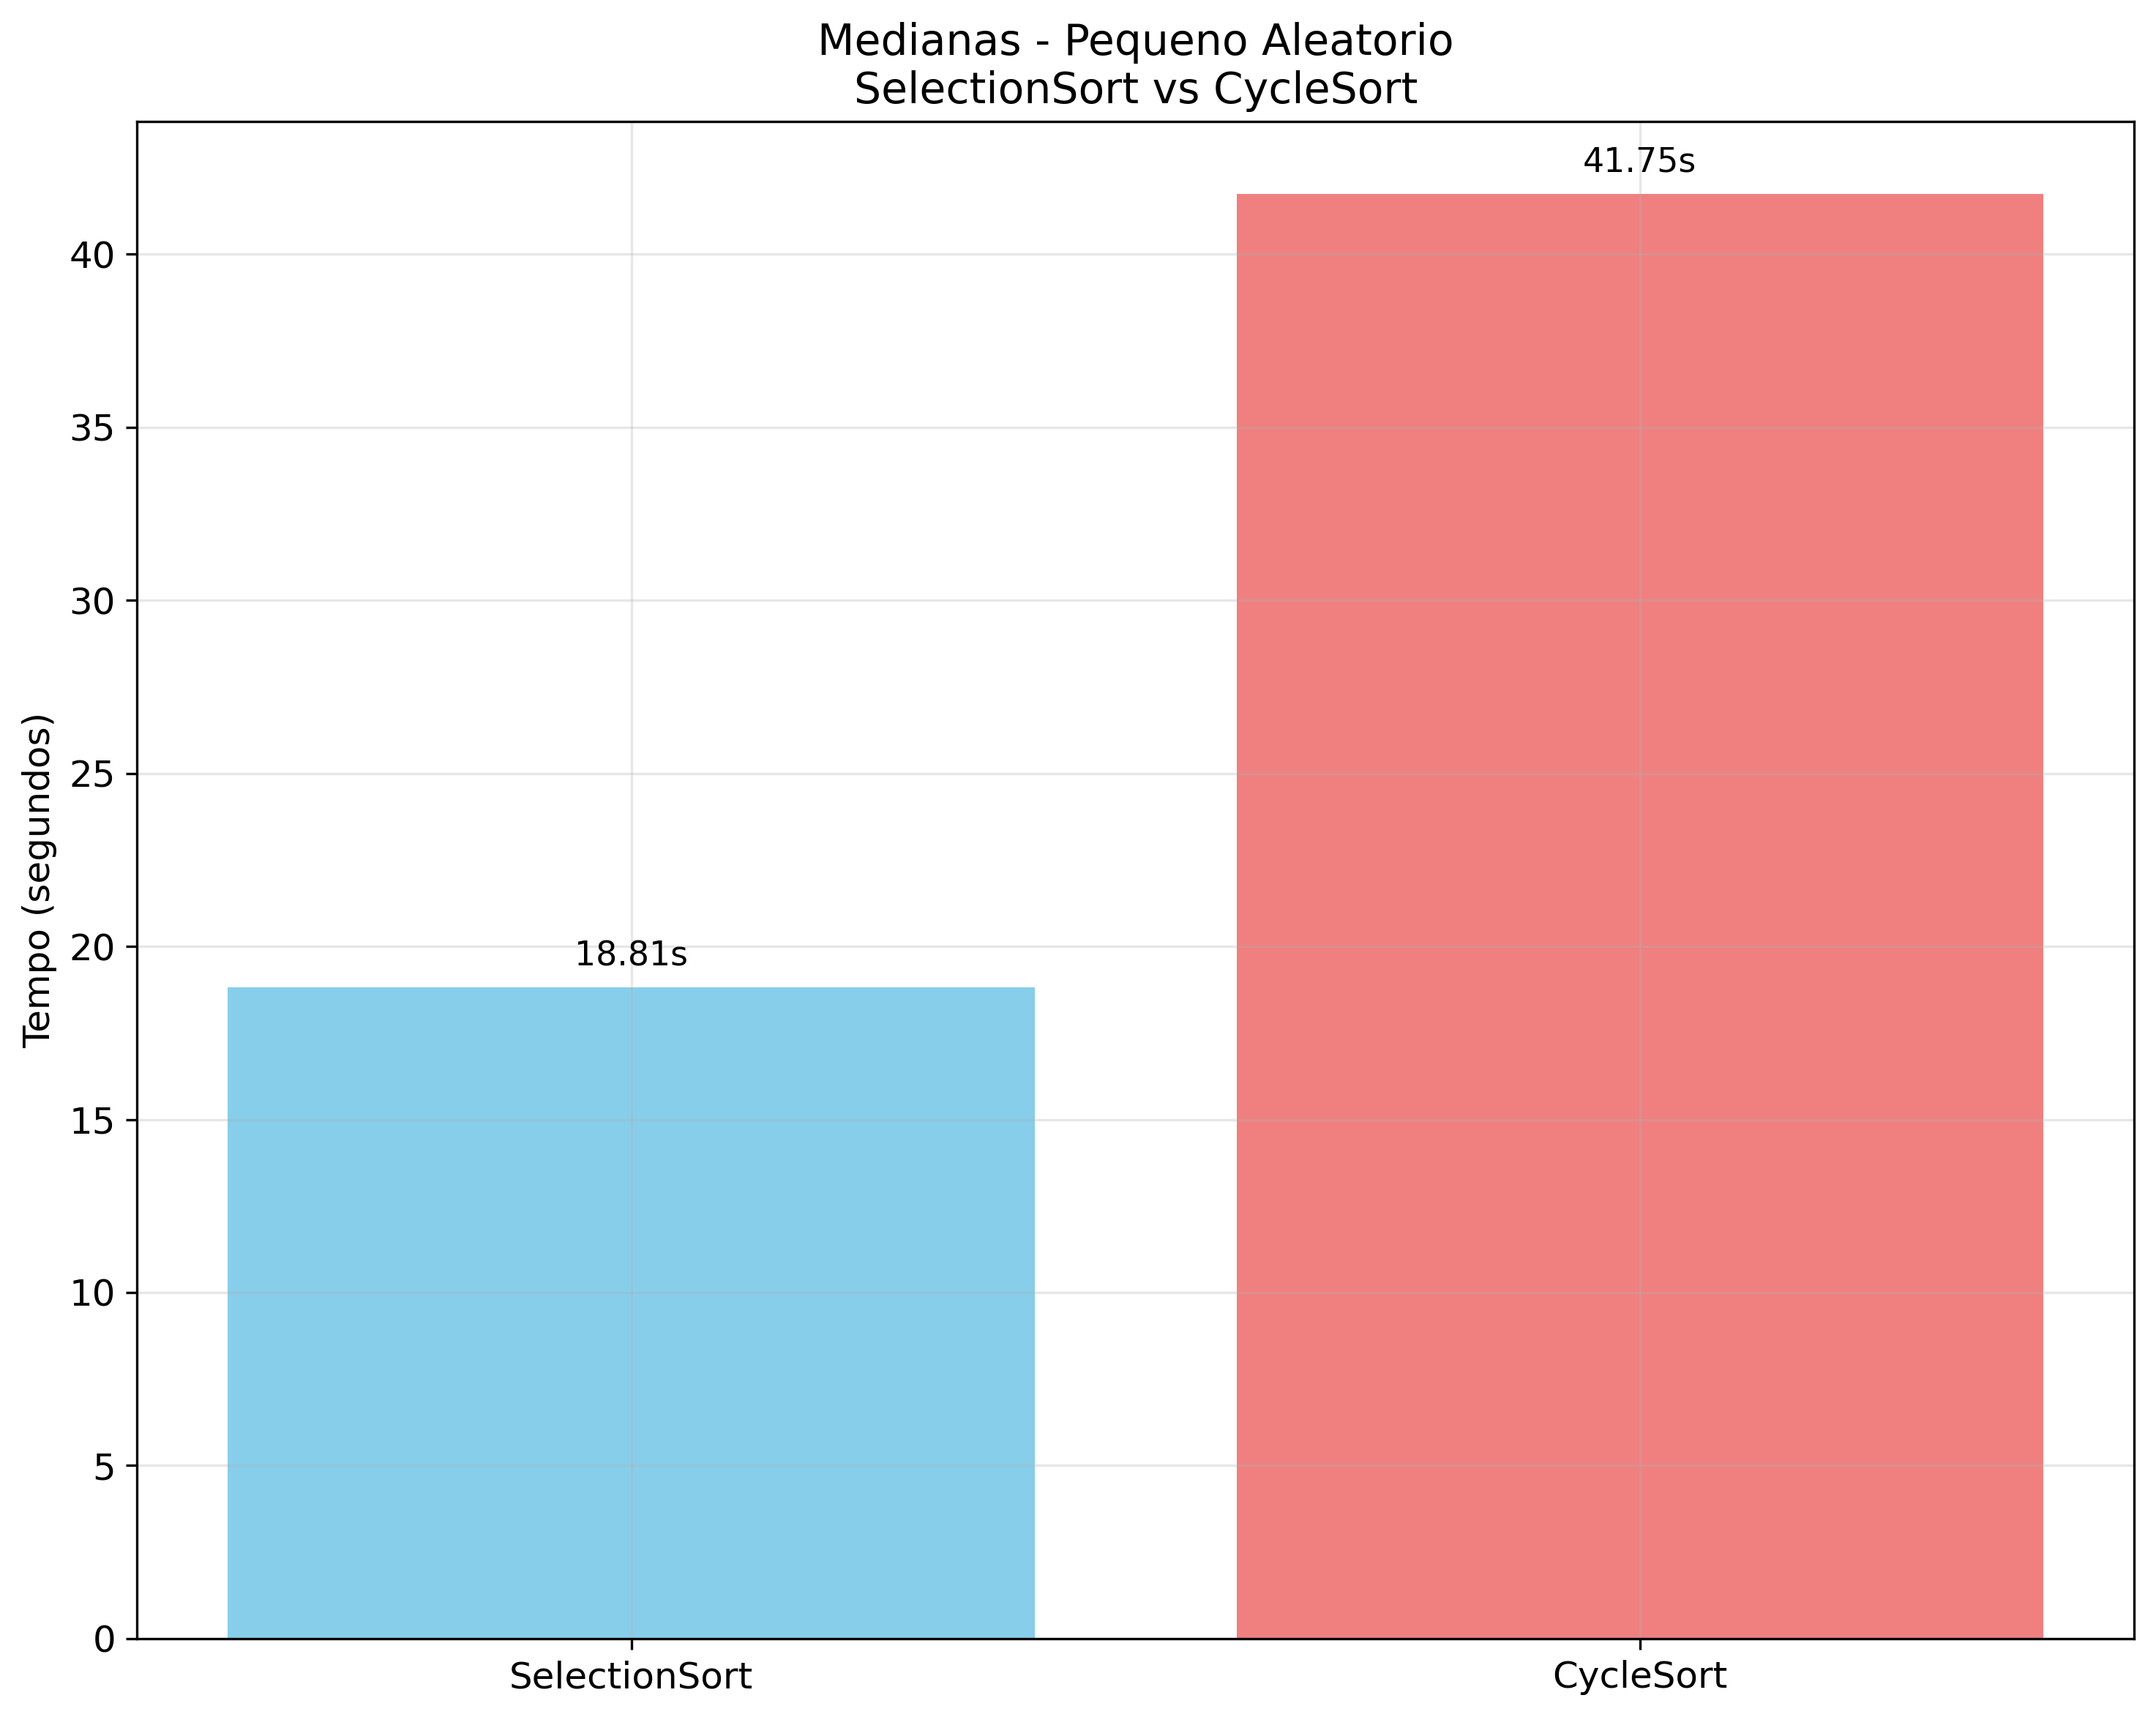 Medianas - Pequeno Aleatorio
SelectionSort vs CycleSort
Tempo (segundos)
40
35
30
25
20
15
10
5
0
41.75s
18.81s
SelectionSort
CycleSort